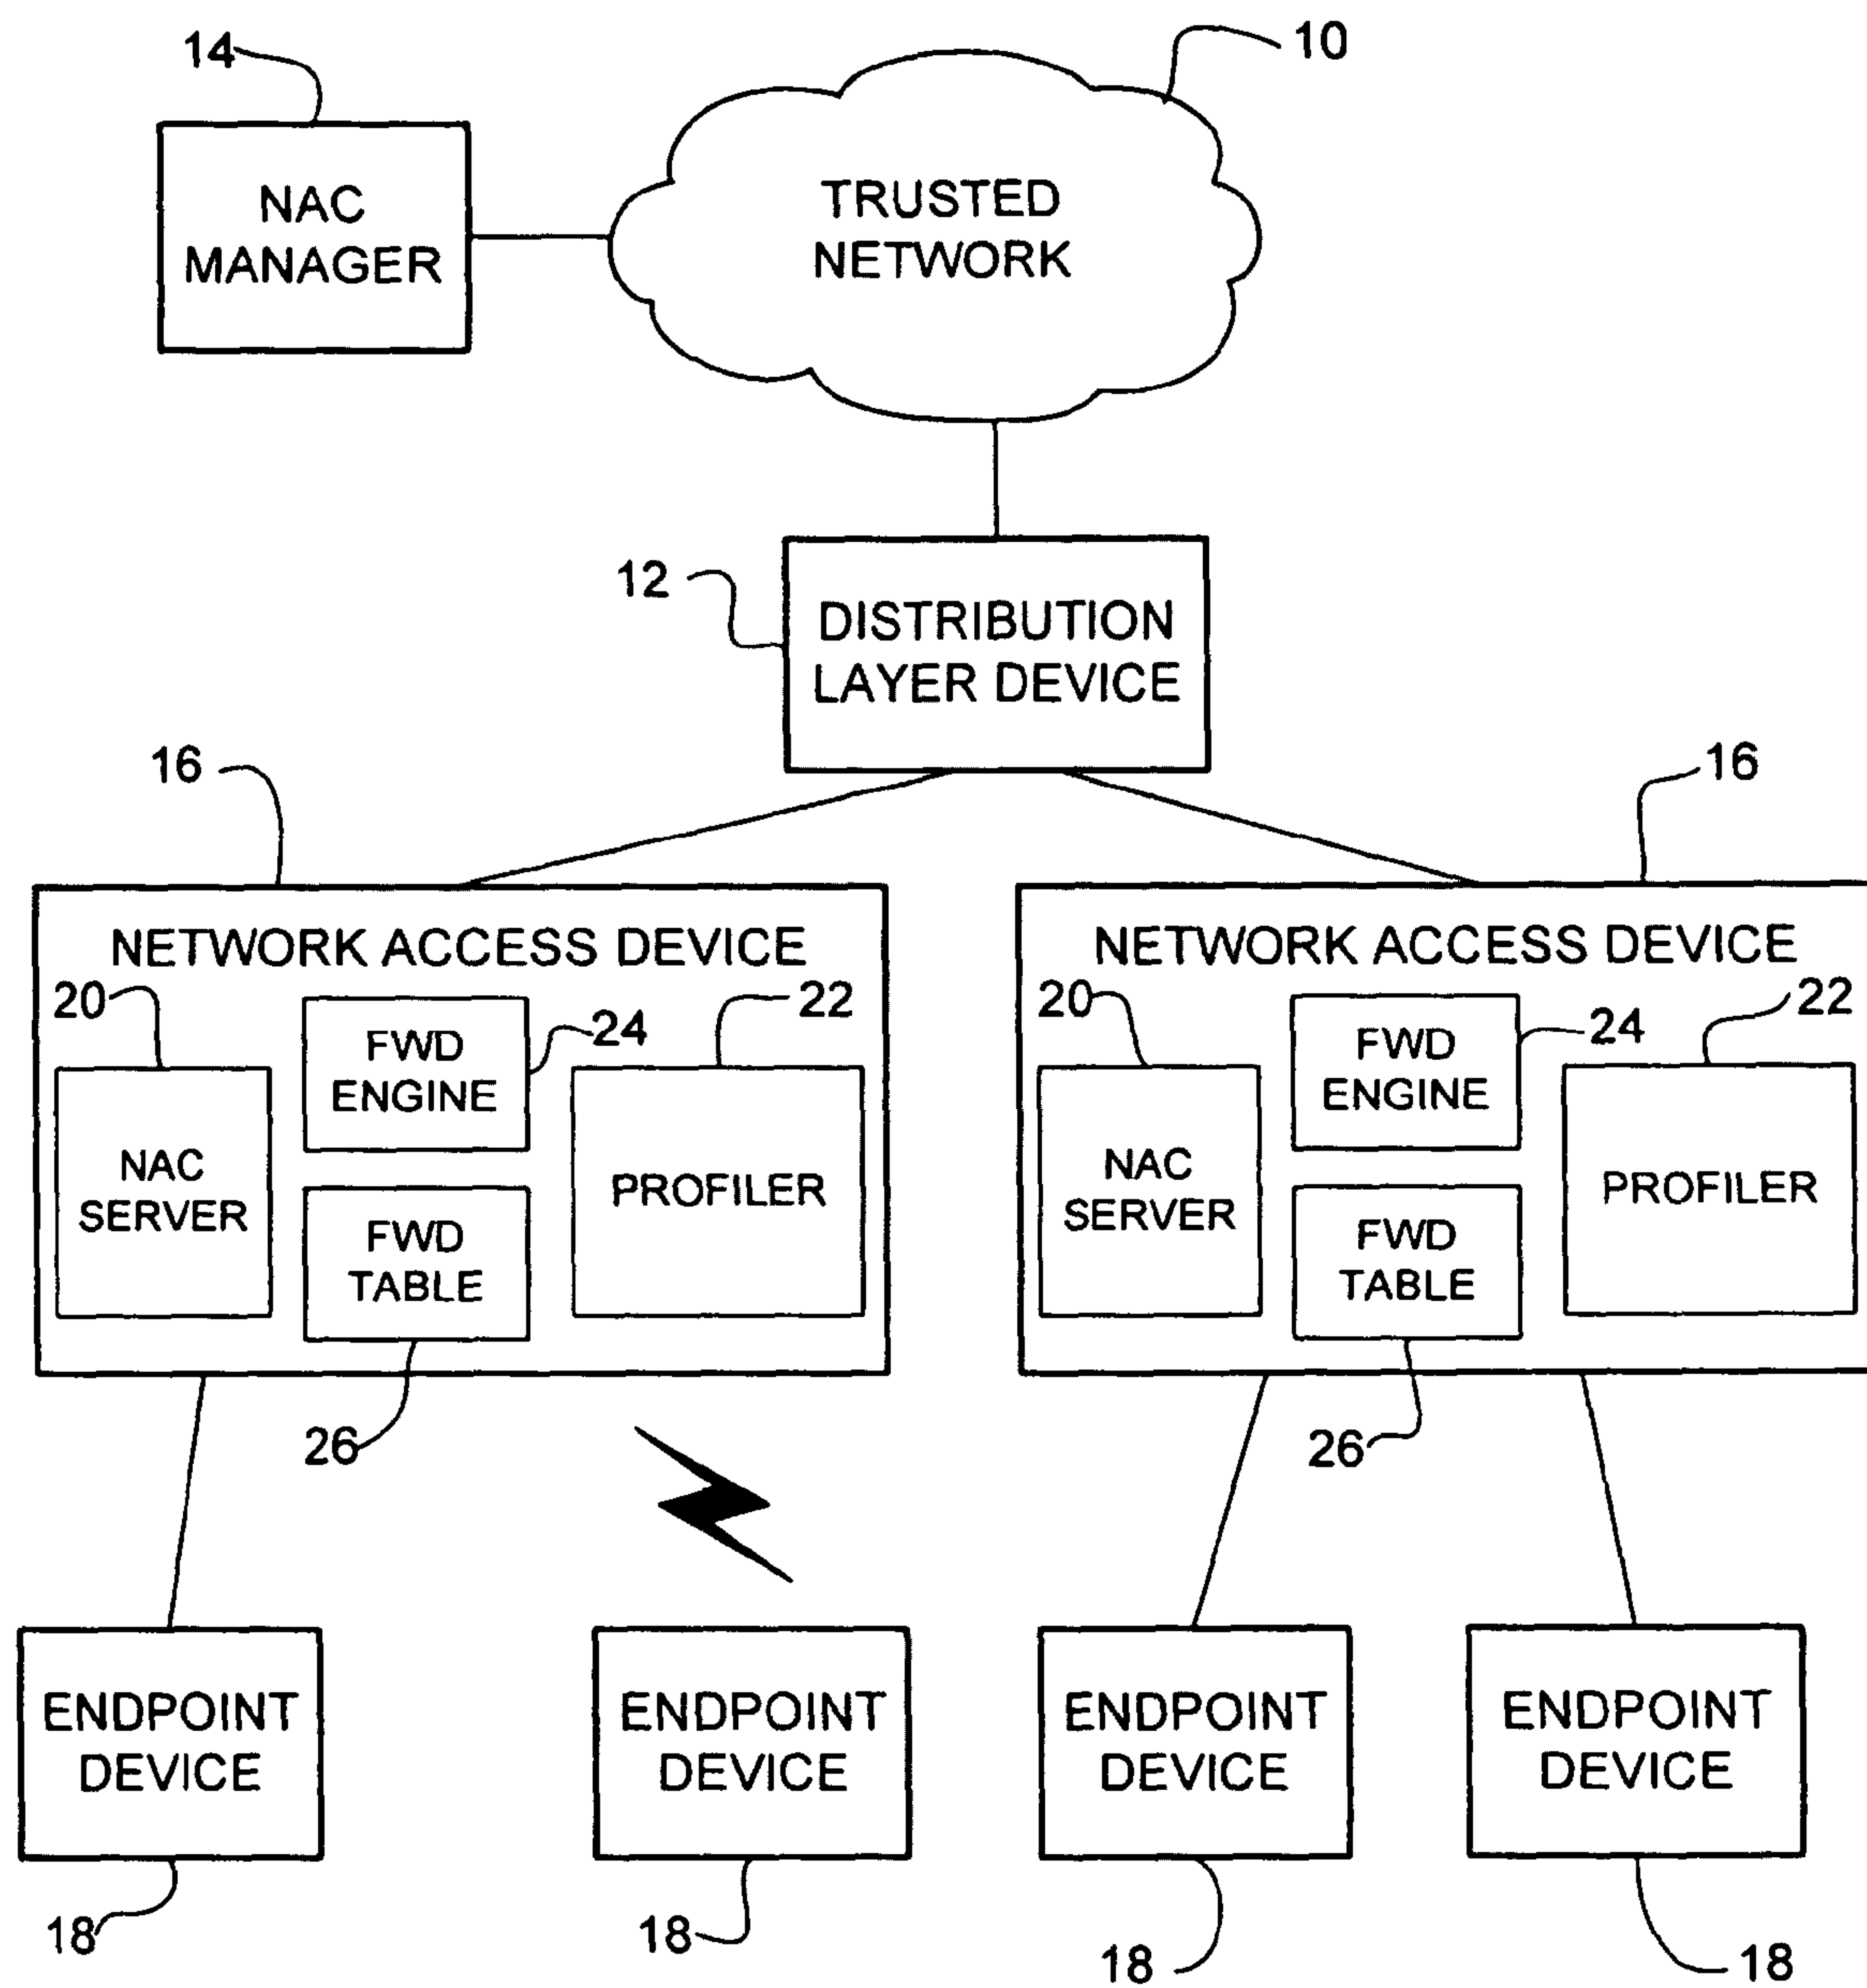 14
10
NAC
MANAGER
TRUSTED
NETWORK
12
DISTRIBUTION
LAYER DEVICE
16
16
NETWORK ACCESS DEVICE
20
22
24
FWD
ENGINE
NAC
SERVER
PROFILER
FWD
TABLE
26
NETWORK ACCESS DEVICE
20
22
24
FWD
ENGINE
NAC
SERVER
PROFILER
FWD
TABLE
26
ENDPOINT
DEVICE
ENDPOINT
DEVICE
ENDPOINT
DEVICE
ENDPOINT
DEVICE
18
18
18
18